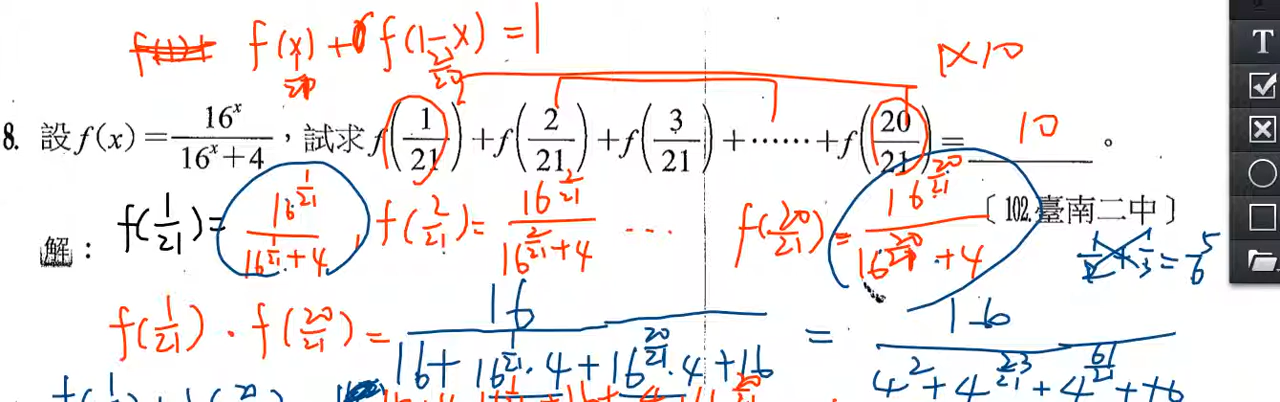 f(x) + f(1-x) = 1
1×10
8. 設 f(x) = 16^x/(16^x+4)，試求 f(1/21) + f(2/21) + f(3/21) + ⋯⋯ + f(20/21) = 10 。
〔102.臺南二中〕
解： f(1/21) = 16^(1/21)/(16^(1/21)+4), f(2/21) = 16^(2/21)/(16^(2/21)+4) ... f(20/21) = 16^(20/21)/(16^(20/21)+4)
1/2 + 1/3 = 5/6
f(1/21) · f(20/21) = 16/(16+16^(1/21)·4+16^(20/21)·4+16) = 16/(4^2+4^(23/21)+4^(61/21)+16)
T